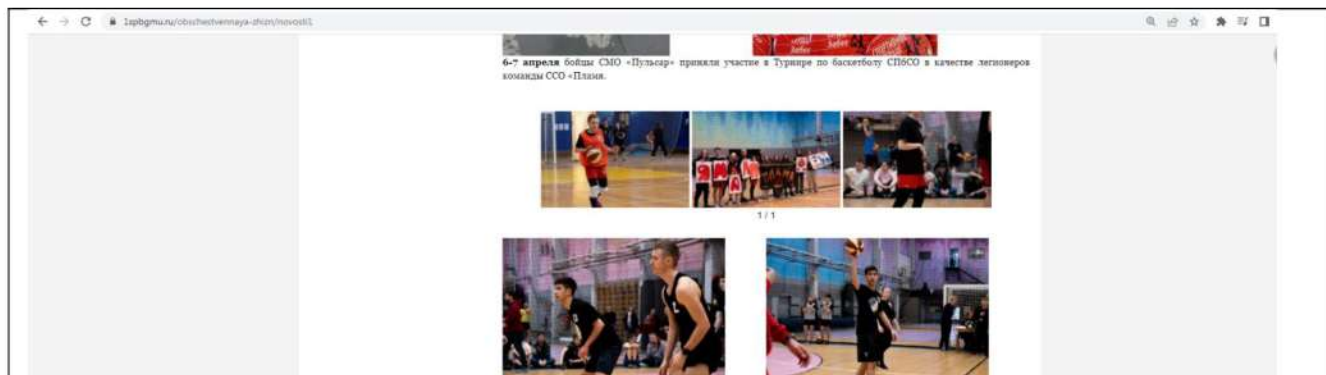 1spbgmu.ru/obschestvennaya-zhizn/novosti1
6-7 апреля бойцы СМО «Пульсар» приняли участие в Турнире по баскетболу СПбСО в качестве легионеров
команды ССО «Пламя.
1 / 1